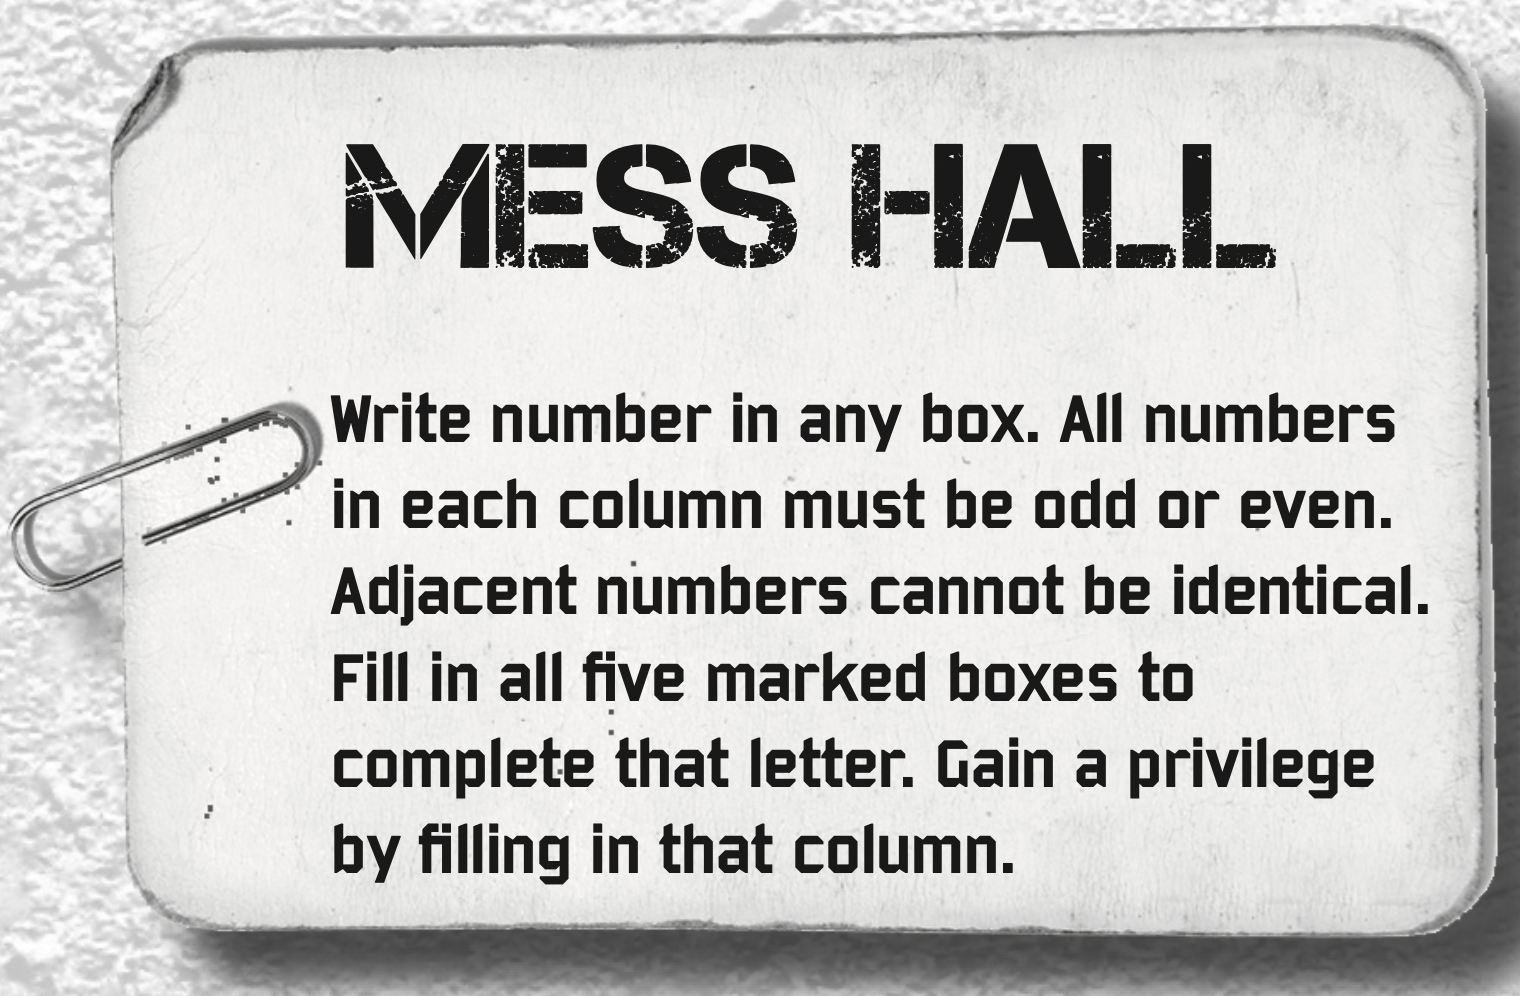 MESS HALL
Write number in any box. All numbers
in each column must be odd or even.
Adjacent numbers cannot be identical.
Fill in all five marked boxes to
complete that letter. Gain a privilege
by filling in that column.